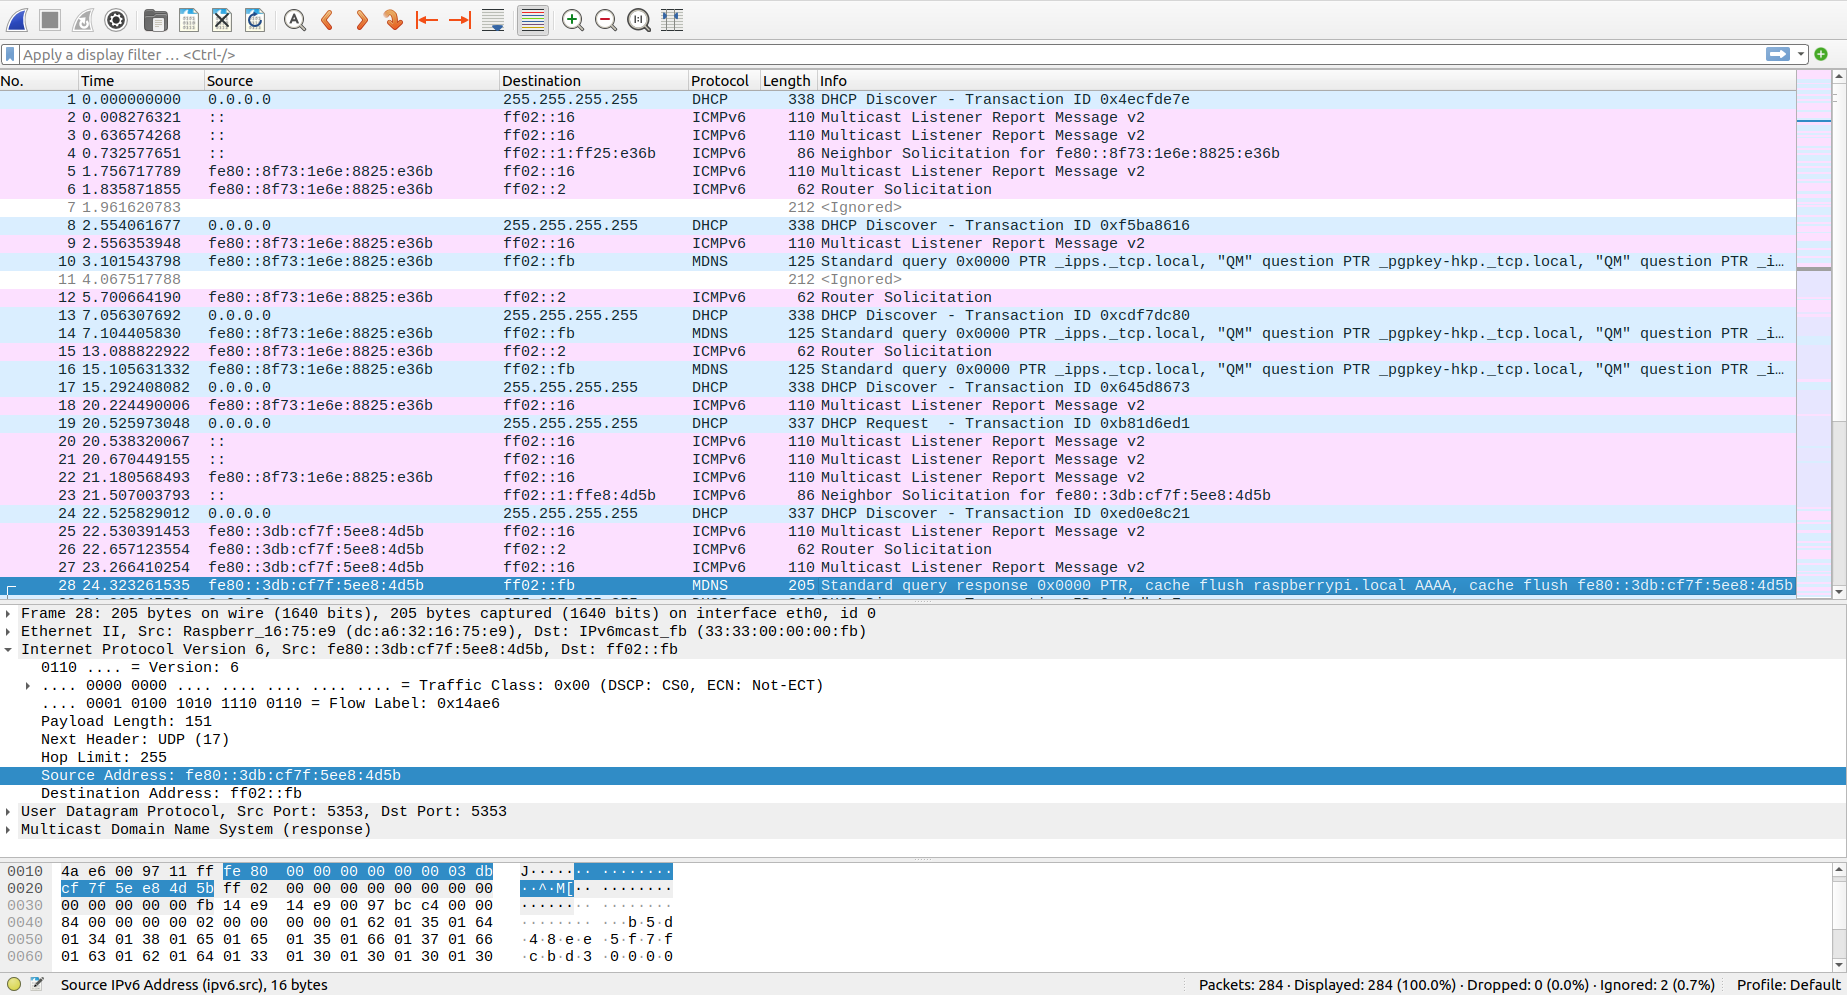 Apply a display filter … <Ctrl-/>
No. Time Source Destination Protocol Length Info
1 0.000000000 0.0.0.0 255.255.255.255 DHCP 338 DHCP Discover - Transaction ID 0x4ecfde7e
2 0.008276321 :: ff02::16 ICMPv6 110 Multicast Listener Report Message v2
3 0.636574268 :: ff02::16 ICMPv6 110 Multicast Listener Report Message v2
4 0.732577651 :: ff02::1:ff25:e36b ICMPv6 86 Neighbor Solicitation for fe80::8f73:1e6e:8825:e36b
5 1.756717789 fe80::8f73:1e6e:8825:e36b ff02::16 ICMPv6 110 Multicast Listener Report Message v2
6 1.835871855 fe80::8f73:1e6e:8825:e36b ff02::2 ICMPv6 62 Router Solicitation
7 1.961620783 212 <Ignored>
8 2.554061677 0.0.0.0 255.255.255.255 DHCP 338 DHCP Discover - Transaction ID 0xf5ba8616
9 2.556353948 fe80::8f73:1e6e:8825:e36b ff02::16 ICMPv6 110 Multicast Listener Report Message v2
10 3.101543798 fe80::8f73:1e6e:8825:e36b ff02::fb MDNS 125 Standard query 0x0000 PTR _ipps._tcp.local, "QM" question PTR _pgpkey-hkp._tcp.local, "QM" question PTR _i…
11 4.067517788 212 <Ignored>
12 5.700664190 fe80::8f73:1e6e:8825:e36b ff02::2 ICMPv6 62 Router Solicitation
13 7.056307692 0.0.0.0 255.255.255.255 DHCP 338 DHCP Discover - Transaction ID 0xcdf7dc80
14 7.104405830 fe80::8f73:1e6e:8825:e36b ff02::fb MDNS 125 Standard query 0x0000 PTR _ipps._tcp.local, "QM" question PTR _pgpkey-hkp._tcp.local, "QM" question PTR _i…
15 13.088822922 fe80::8f73:1e6e:8825:e36b ff02::2 ICMPv6 62 Router Solicitation
16 15.105631332 fe80::8f73:1e6e:8825:e36b ff02::fb MDNS 125 Standard query 0x0000 PTR _ipps._tcp.local, "QM" question PTR _pgpkey-hkp._tcp.local, "QM" question PTR _i…
17 15.292408082 0.0.0.0 255.255.255.255 DHCP 338 DHCP Discover - Transaction ID 0x645d8673
18 20.224490006 fe80::8f73:1e6e:8825:e36b ff02::16 ICMPv6 110 Multicast Listener Report Message v2
19 20.525973048 0.0.0.0 255.255.255.255 DHCP 337 DHCP Request - Transaction ID 0xb81d6ed1
20 20.538320067 :: ff02::16 ICMPv6 110 Multicast Listener Report Message v2
21 20.670449155 :: ff02::16 ICMPv6 110 Multicast Listener Report Message v2
22 21.180568493 fe80::8f73:1e6e:8825:e36b ff02::16 ICMPv6 110 Multicast Listener Report Message v2
23 21.507003793 :: ff02::1:ffe8:4d5b ICMPv6 86 Neighbor Solicitation for fe80::3db:cf7f:5ee8:4d5b
24 22.525829012 0.0.0.0 255.255.255.255 DHCP 337 DHCP Discover - Transaction ID 0xed0e8c21
25 22.530391453 fe80::3db:cf7f:5ee8:4d5b ff02::16 ICMPv6 110 Multicast Listener Report Message v2
26 22.657123554 fe80::3db:cf7f:5ee8:4d5b ff02::2 ICMPv6 62 Router Solicitation
27 23.266410254 fe80::3db:cf7f:5ee8:4d5b ff02::16 ICMPv6 110 Multicast Listener Report Message v2
28 24.323261535 fe80::3db:cf7f:5ee8:4d5b ff02::fb MDNS 205 Standard query response 0x0000 PTR, cache flush raspberrypi.local AAAA, cache flush fe80::3db:cf7f:5ee8:4d5b
Frame 28: 205 bytes on wire (1640 bits), 205 bytes captured (1640 bits) on interface eth0, id 0
Ethernet II, Src: Raspberr_16:75:e9 (dc:a6:32:16:75:e9), Dst: IPv6mcast_fb (33:33:00:00:00:fb)
Internet Protocol Version 6, Src: fe80::3db:cf7f:5ee8:4d5b, Dst: ff02::fb
0110 .... = Version: 6
.... 0000 0000 .... .... .... .... .... = Traffic Class: 0x00 (DSCP: CS0, ECN: Not-ECT)
.... 0001 0100 1010 1110 0110 = Flow Label: 0x14ae6
Payload Length: 151
Next Header: UDP (17)
Hop Limit: 255
Source Address: fe80::3db:cf7f:5ee8:4d5b
Destination Address: ff02::fb
User Datagram Protocol, Src Port: 5353, Dst Port: 5353
Multicast Domain Name System (response)
0010 4a e6 00 97 11 ff fe 80 00 00 00 00 00 00 03 db J······· ········
0020 cf 7f 5e e8 4d 5b ff 02 00 00 00 00 00 00 00 00 ··^·M[·· ········
0030 00 00 00 00 00 fb 14 e9 14 e9 00 97 bc c4 00 00 ········ ········
0040 84 00 00 00 00 02 00 00 00 00 01 62 01 35 01 64 ········ ···b·5·d
0050 01 34 01 38 01 65 01 65 01 35 01 66 01 37 01 66 ·4·8·e·e ·5·f·7·f
0060 01 63 01 62 01 64 01 33 01 30 01 30 01 30 01 30 ·c·b·d·3 ·0·0·0·0
Source IPv6 Address (ipv6.src), 16 bytes Packets: 284 · Displayed: 284 (100.0%) · Dropped: 0 (0.0%) · Ignored: 2 (0.7%) Profile: Default